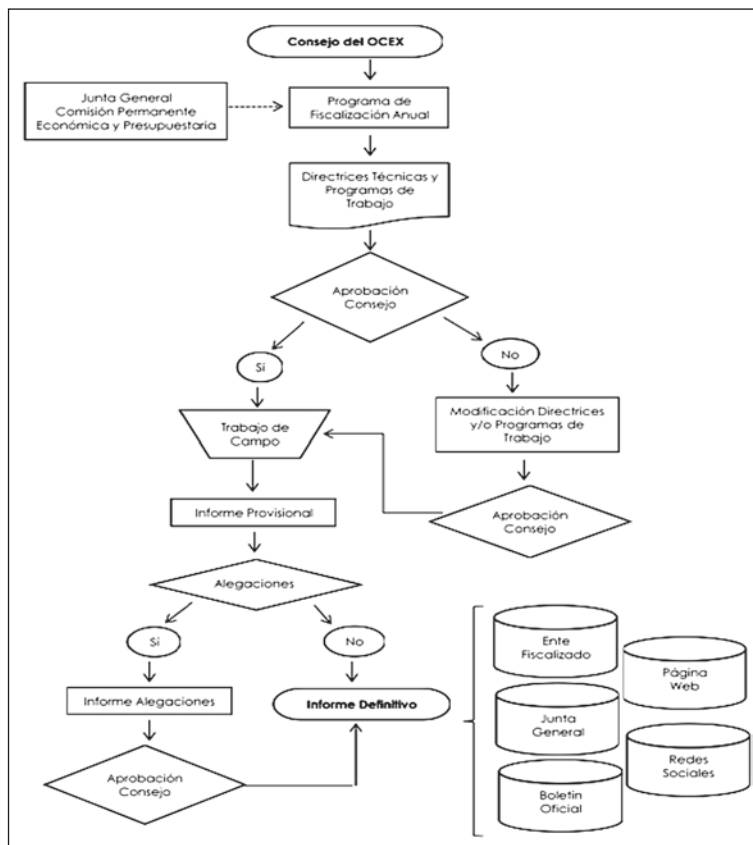 Consejo del OCEX
Junta General
Comisión Permanente
Económica y Presupuestaria
Programa de
Fiscalización Anual
Directrices Técnicas y
Programas de
Trabajo
Aprobación
Consejo
Sí
No
Trabajo de
Campo
Modificación Directrices
y/o Programas de
Trabajo
Informe Provisional
Aprobación
Consejo
Alegaciones
Sí
No
Informe Alegaciones
Informe Definitivo
Aprobación
Consejo
Ente
Fiscalizado
Página
Web
Junta
General
Redes
Sociales
Boletín
Oficial